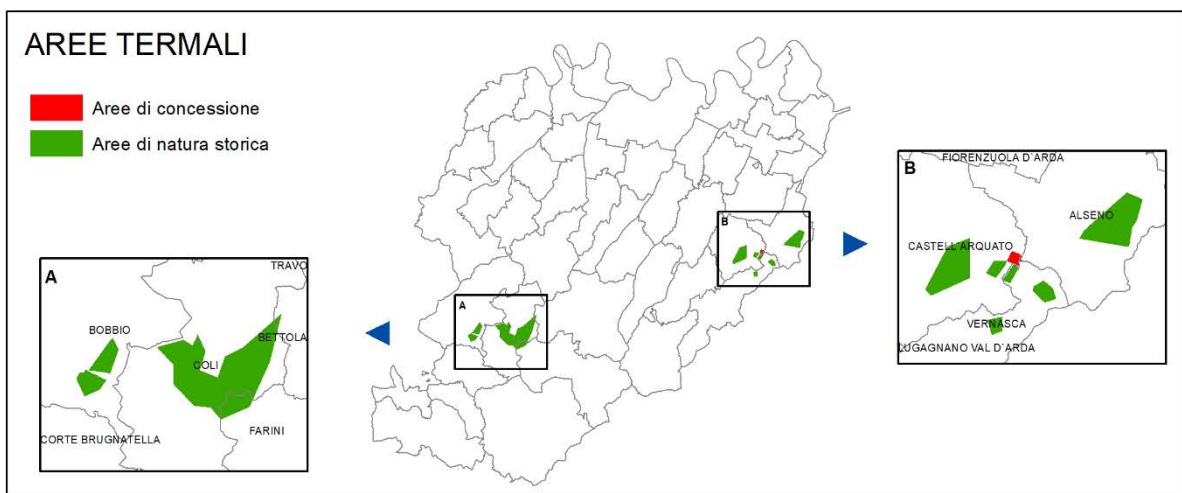 AREE TERMALI
Aree di concessione
Aree di natura storica
A
TRAVO
BOBBIO
BETTOLA
COLI
FARINI
CORTE BRUGNATELLA
A
B
B
FIORENZUOLA D`ARDA
ALSENO
CASTELL`ARQUATO
VERNASCA
LUGAGNANO VAL D`ARDA